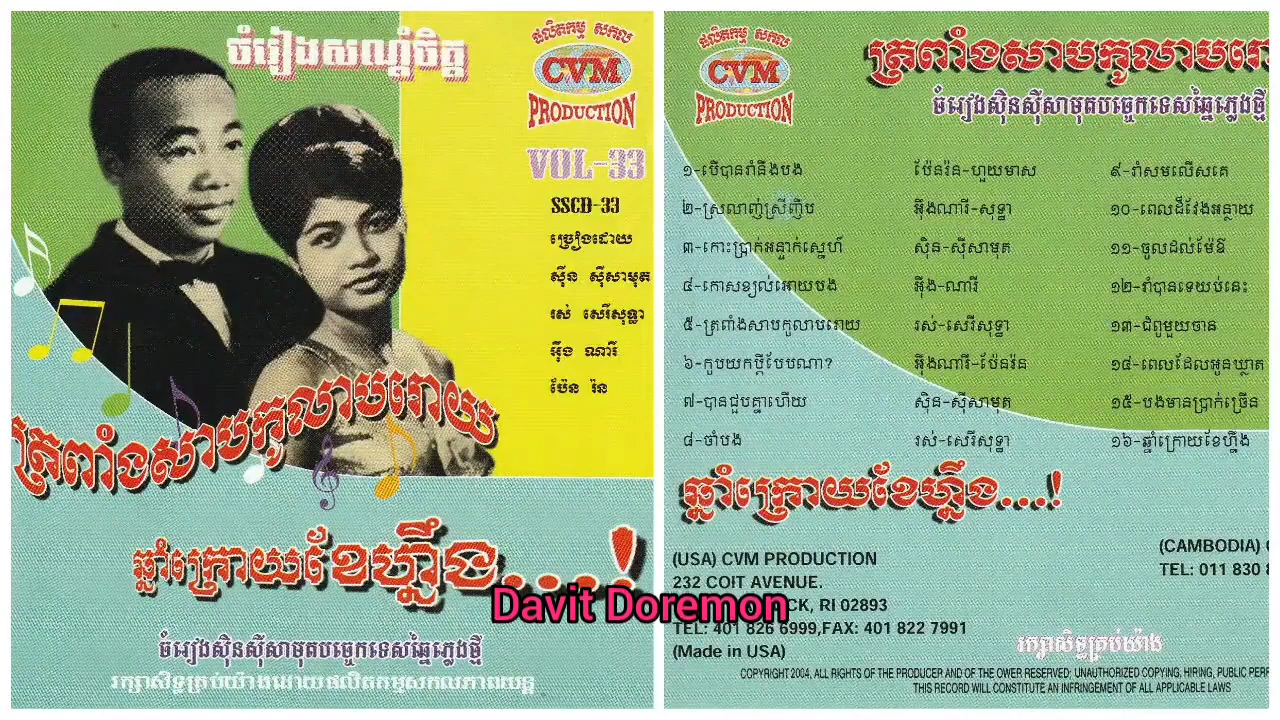 ចំរៀងសណ្ដំចិត្ត
ផលិតកម្ម សកល
CVM
PRODUCTION
VOL-33
SSCD-33
ច្រៀងដោយ
ស៊ីន ស៊ីសាមុត
រស់ សេរីសុទ្ធា
អ៊ឹង ណារី
ប៉ែន រ៉ន
ត្រពាំងសាបកូលាបរោយ
ឆ្នាំក្រោយខែហ្នឹង....!
ចំរៀងស៊ិនស៊ីសាមុតបច្ចេកទេសឆ្នៃភ្លេងថ្មី
រក្សាសិទ្ធគ្រប់យ៉ាងដោយផលិតកម្មសកលភាពយន្ត
ផលិតកម្ម សកល
CVM
PRODUCTION
ត្រពាំងសាបកូលាបរោ
ចំរៀងស៊ិនស៊ីសាមុតបច្ចេកទេសឆ្នៃភ្លេងថ្មី
១-បើបានរាំនឹងបង ប៉ែនរ៉ន-ហួយមាស ៩-រាំសមលើសគេ
២-ស្រលាញ់ស្រីញិប អ៊ឹងណារី-សុទ្ធា ១០-ពេលដ៏វែងអន្លាយ
៣-កោះប្រាក់អន្ទាក់ស្នេហ៍ ស៊ិន-ស៊ីសាមុត ១១-ចូលដល់ម៉ែឱ
៤-កោសខ្យល់អោយបង អ៊ឹង-ណារី ១២-រាំបានទេយប់នេះ
៥-ត្រពាំងសាបកូលាបរោយ រស់-សេរីសុទ្ធា ១៣-ជំពូមួយចាន
៦-កូបយកប្ដីបែបណា? អ៊ឹងណារី-ប៉ែនរ៉ន ១៤-ពេលដែលអូនឃ្លាត
៧-បានជួបគ្នាហើយ ស៊ិន-ស៊ីសាមុត ១៥-បងមានប្រាក់ច្រើន
៨-ចាំបង រស់-សេរីសុទ្ធា ១៦-ឆ្នាំក្រោយខែហ្នឹង
ឆ្នាំក្រោយខែហ្នឹង....!
(USA) CVM PRODUCTION
232 COIT AVENUE.
CK, RI 02893
TEL: 401 826 6999,FAX: 401 822 7991
(Made in USA)
(CAMBODIA)
TEL: 011 830 8
Davit Doremon
រក្សាសិទ្ធគ្រប់យ៉ាង
COPYRIGHT 2004, ALL RIGHTS OF THE PRODUCER AND OF THE OWER RESERVED; UNAUTHORIZED COPYING, HIRING, PUBLIC PER
THIS RECORD WILL CONSTITUTE AN INFRINGEMENT OF ALL APPLICABLE LAWS